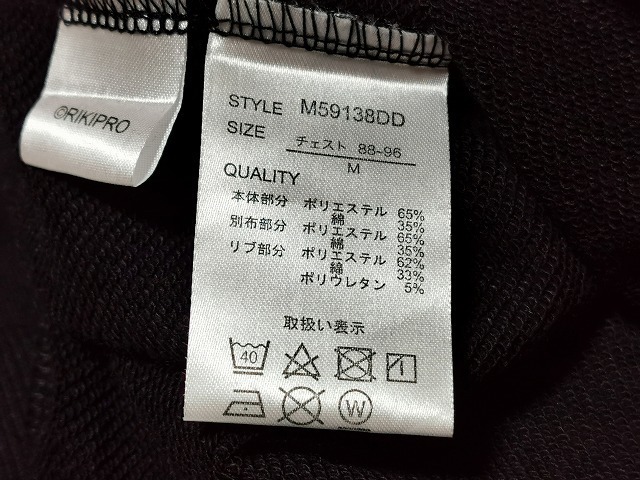 ©RIKIPRO
STYLE M59138DD
SIZE チェスト 88-96
M
QUALITY
本体部分 ポリエステル 65%
綿 35%
別布部分 ポリエステル 65%
綿 35%
リブ部分 ポリエステル 62%
綿 33%
ポリウレタン 5%
取扱い表示
40
W